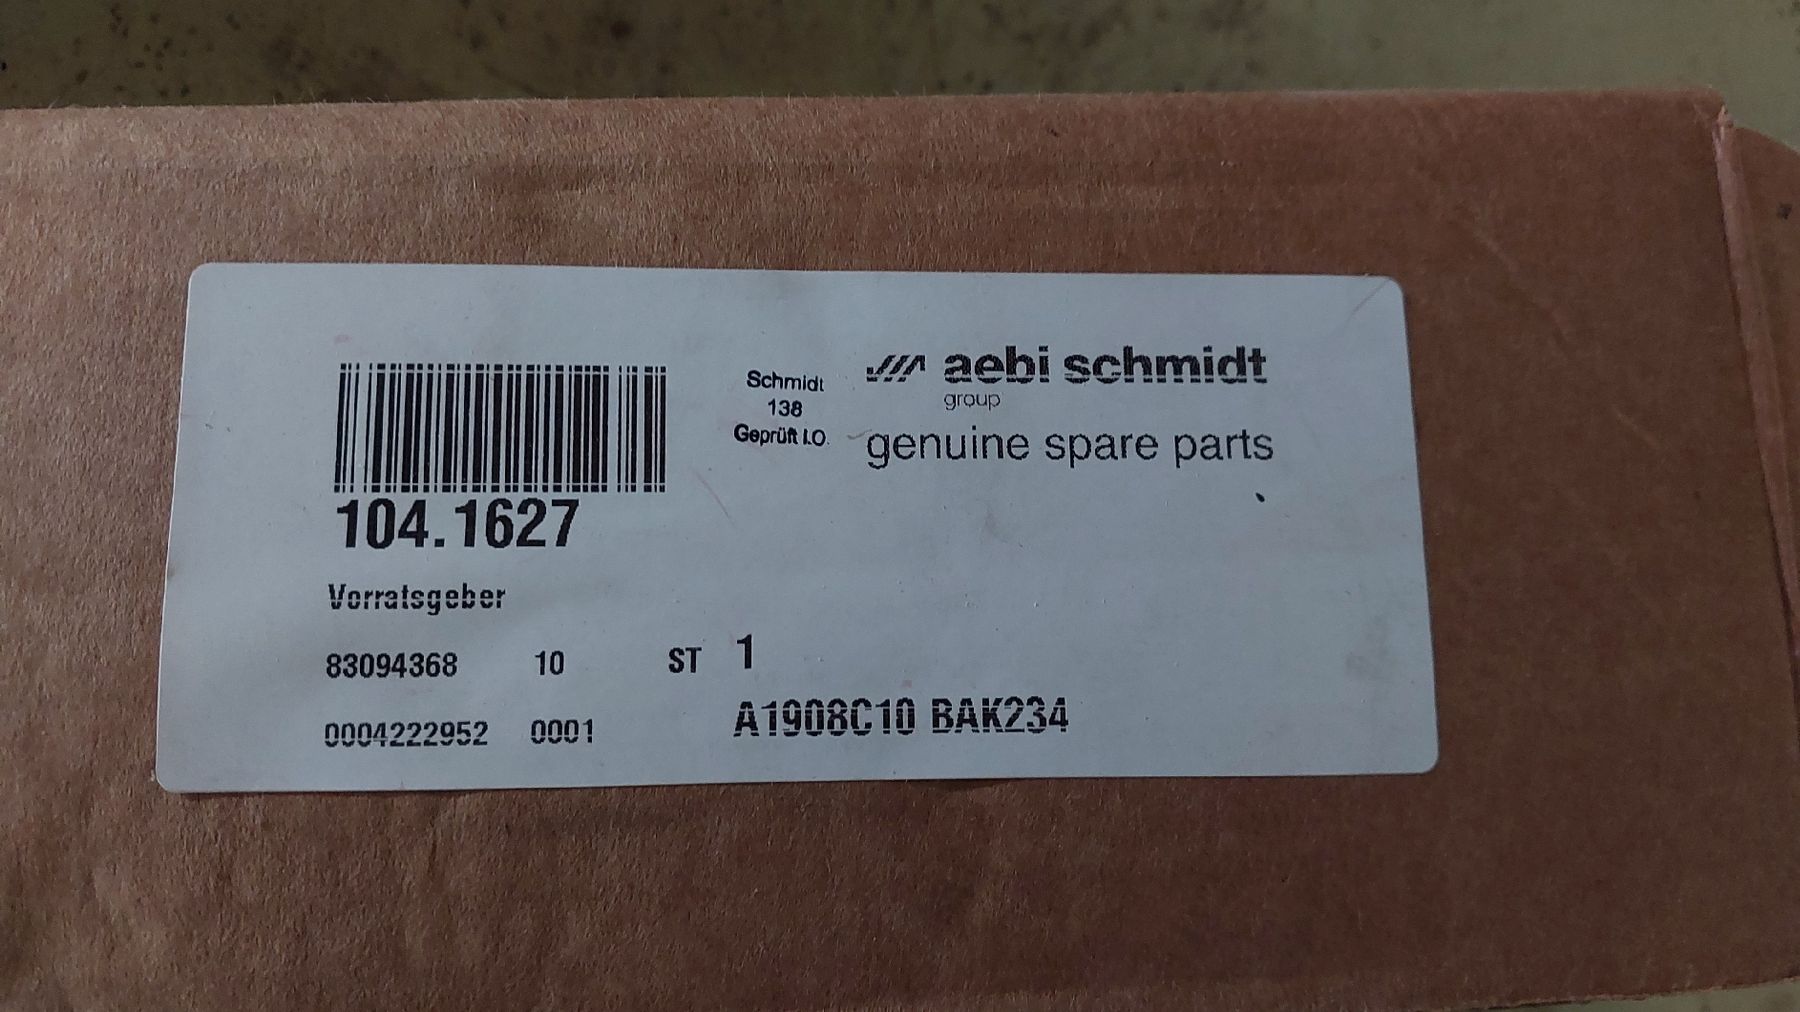 Schmidt
138
Geprüft I.O.
aebi schmidt
group
genuine spare parts
104.1627
Vorratsgeber
83094368 10 ST 1
0004222952 0001 A1908C10 BAK234